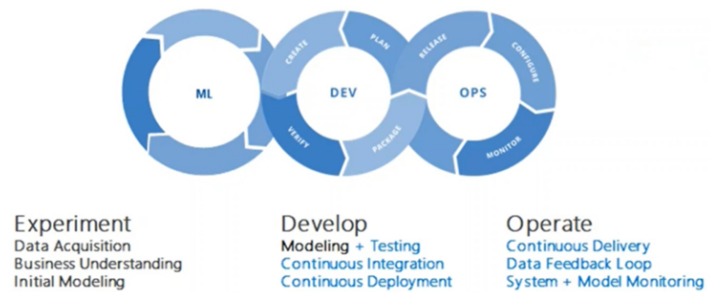 ML
DEV
OPS
CREATE
PLAN
VERIFY
PACKAGE
RELEASE
CONFIGURE
MONITOR
Experiment
Data Acquisition
Business Understanding
Initial Modeling
Develop
Modeling + Testing
Continuous Integration
Continuous Deployment
Operate
Continuous Delivery
Data Feedback Loop
System + Model Monitoring